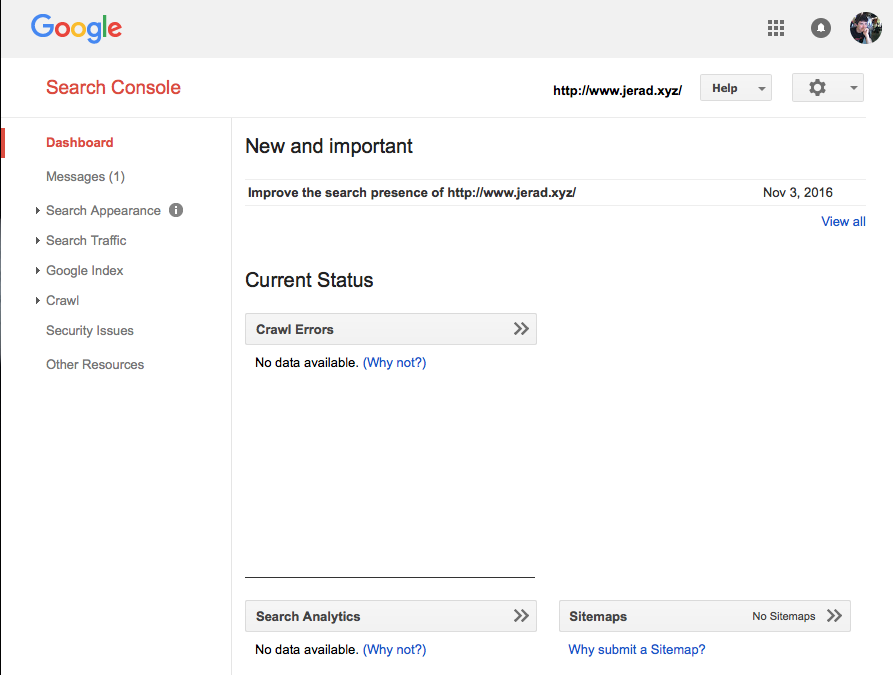 Google
Search Console
http://www.jerad.xyz/
Help
Dashboard
Messages (1)
Search Appearance
Search Traffic
Google Index
Crawl
Security Issues
Other Resources
New and important
Improve the search presence of http://www.jerad.xyz/ Nov 3, 2016
View all
Current Status
Crawl Errors
No data available. (Why not?)
Search Analytics
No data available. (Why not?)
Sitemaps No Sitemaps
Why submit a Sitemap?